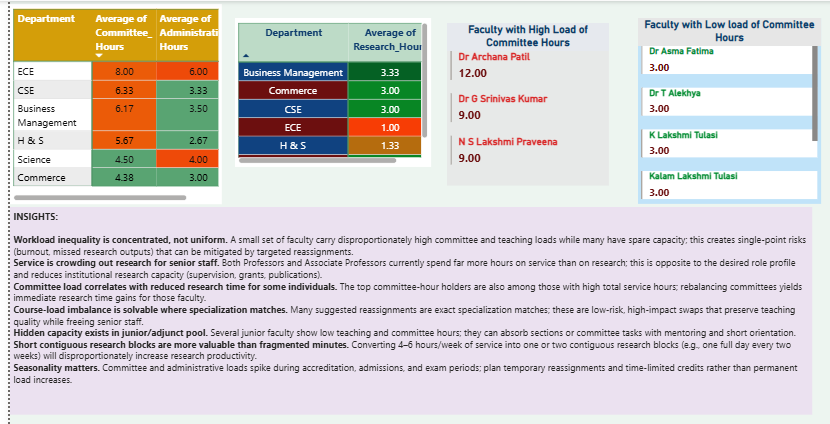 Department Average of Committee_ Hours Average of Administrati Hours
ECE 8.00 6.00
CSE 6.33 3.33
Business Management 6.17 3.50
H & S 5.67 2.67
Science 4.50 4.00
Commerce 4.38 3.00
Department Average of Research_Hour
Business Management 3.33
Commerce 3.00
CSE 3.00
ECE 1.00
H & S 1.33
Faculty with High Load of
Committee Hours
Dr Archana Patil
12.00
Dr G Srinivas Kumar
9.00
N S Lakshmi Praveena
9.00
Faculty with Low load of Committee
Hours
Dr Asma Fatima
3.00
Dr T Alekhya
3.00
K Lakshmi Tulasi
3.00
Kalam Lakshmi Tulasi
3.00
INSIGHTS:
Workload inequality is concentrated, not uniform. A small set of faculty carry disproportionately high committee and teaching loads while many have spare capacity; this creates single-point risks
(burnout, missed research outputs) that can be mitigated by targeted reassignments.
Service is crowding out research for senior staff. Both Professors and Associate Professors currently spend far more hours on service than on research; this is opposite to the desired role profile
and reduces institutional research capacity (supervision, grants, publications).
Committee load correlates with reduced research time for some individuals. The top committee-hour holders are also among those with high total service hours; rebalancing committees yields
immediate research time gains for those faculty.
Course-load imbalance is solvable where specialization matches. Many suggested reassignments are exact specialization matches; these are low-risk, high-impact swaps that preserve teaching
quality while freeing senior staff.
Hidden capacity exists in junior/adjunct pool. Several junior faculty show low teaching and committee hours; they can absorb sections or committee tasks with mentoring and short orientation.
Short contiguous research blocks are more valuable than fragmented minutes. Converting 4–6 hours/week of service into one or two contiguous research blocks (e.g., one full day every two
weeks) will disproportionately increase research productivity.
Seasonality matters. Committee and administrative loads spike during accreditation, admissions, and exam periods; plan temporary reassignments and time-limited credits rather than permanent
load increases.